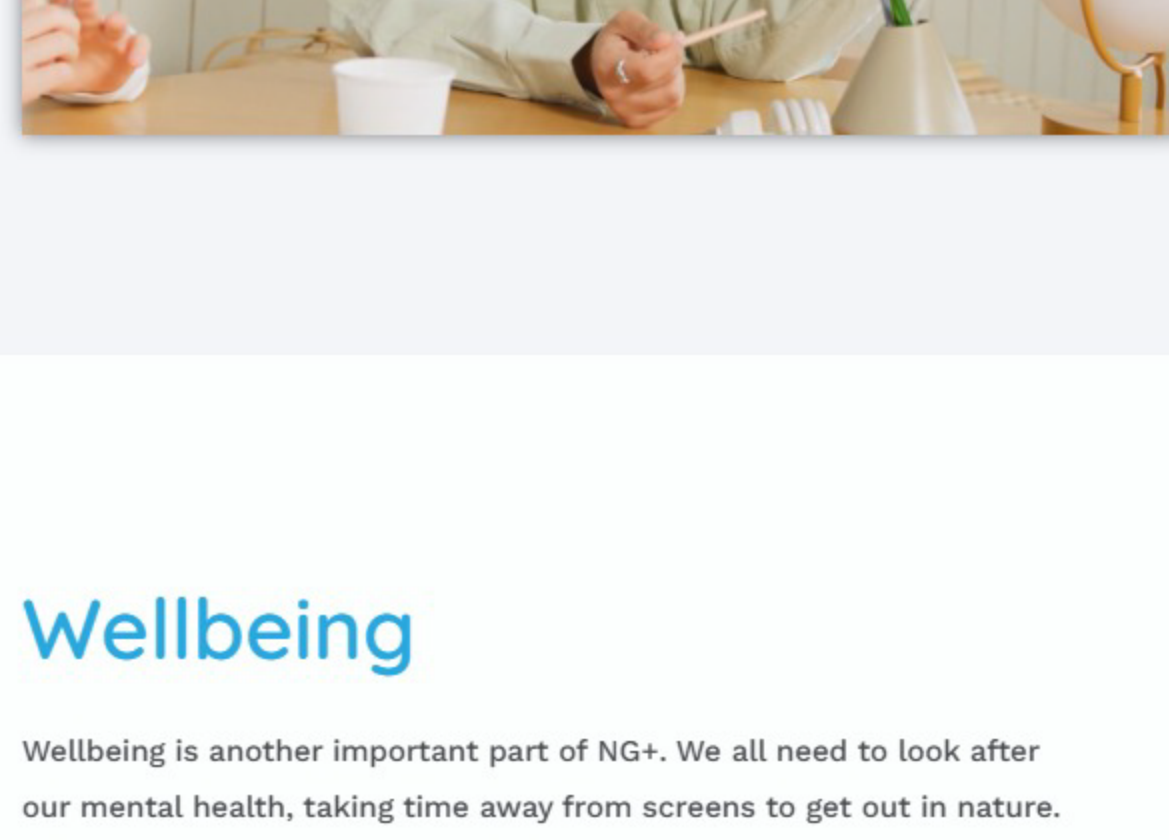 Wellbeing
Wellbeing is another important part of NG+. We all need to look after
our mental health, taking time away from screens to get out in nature.